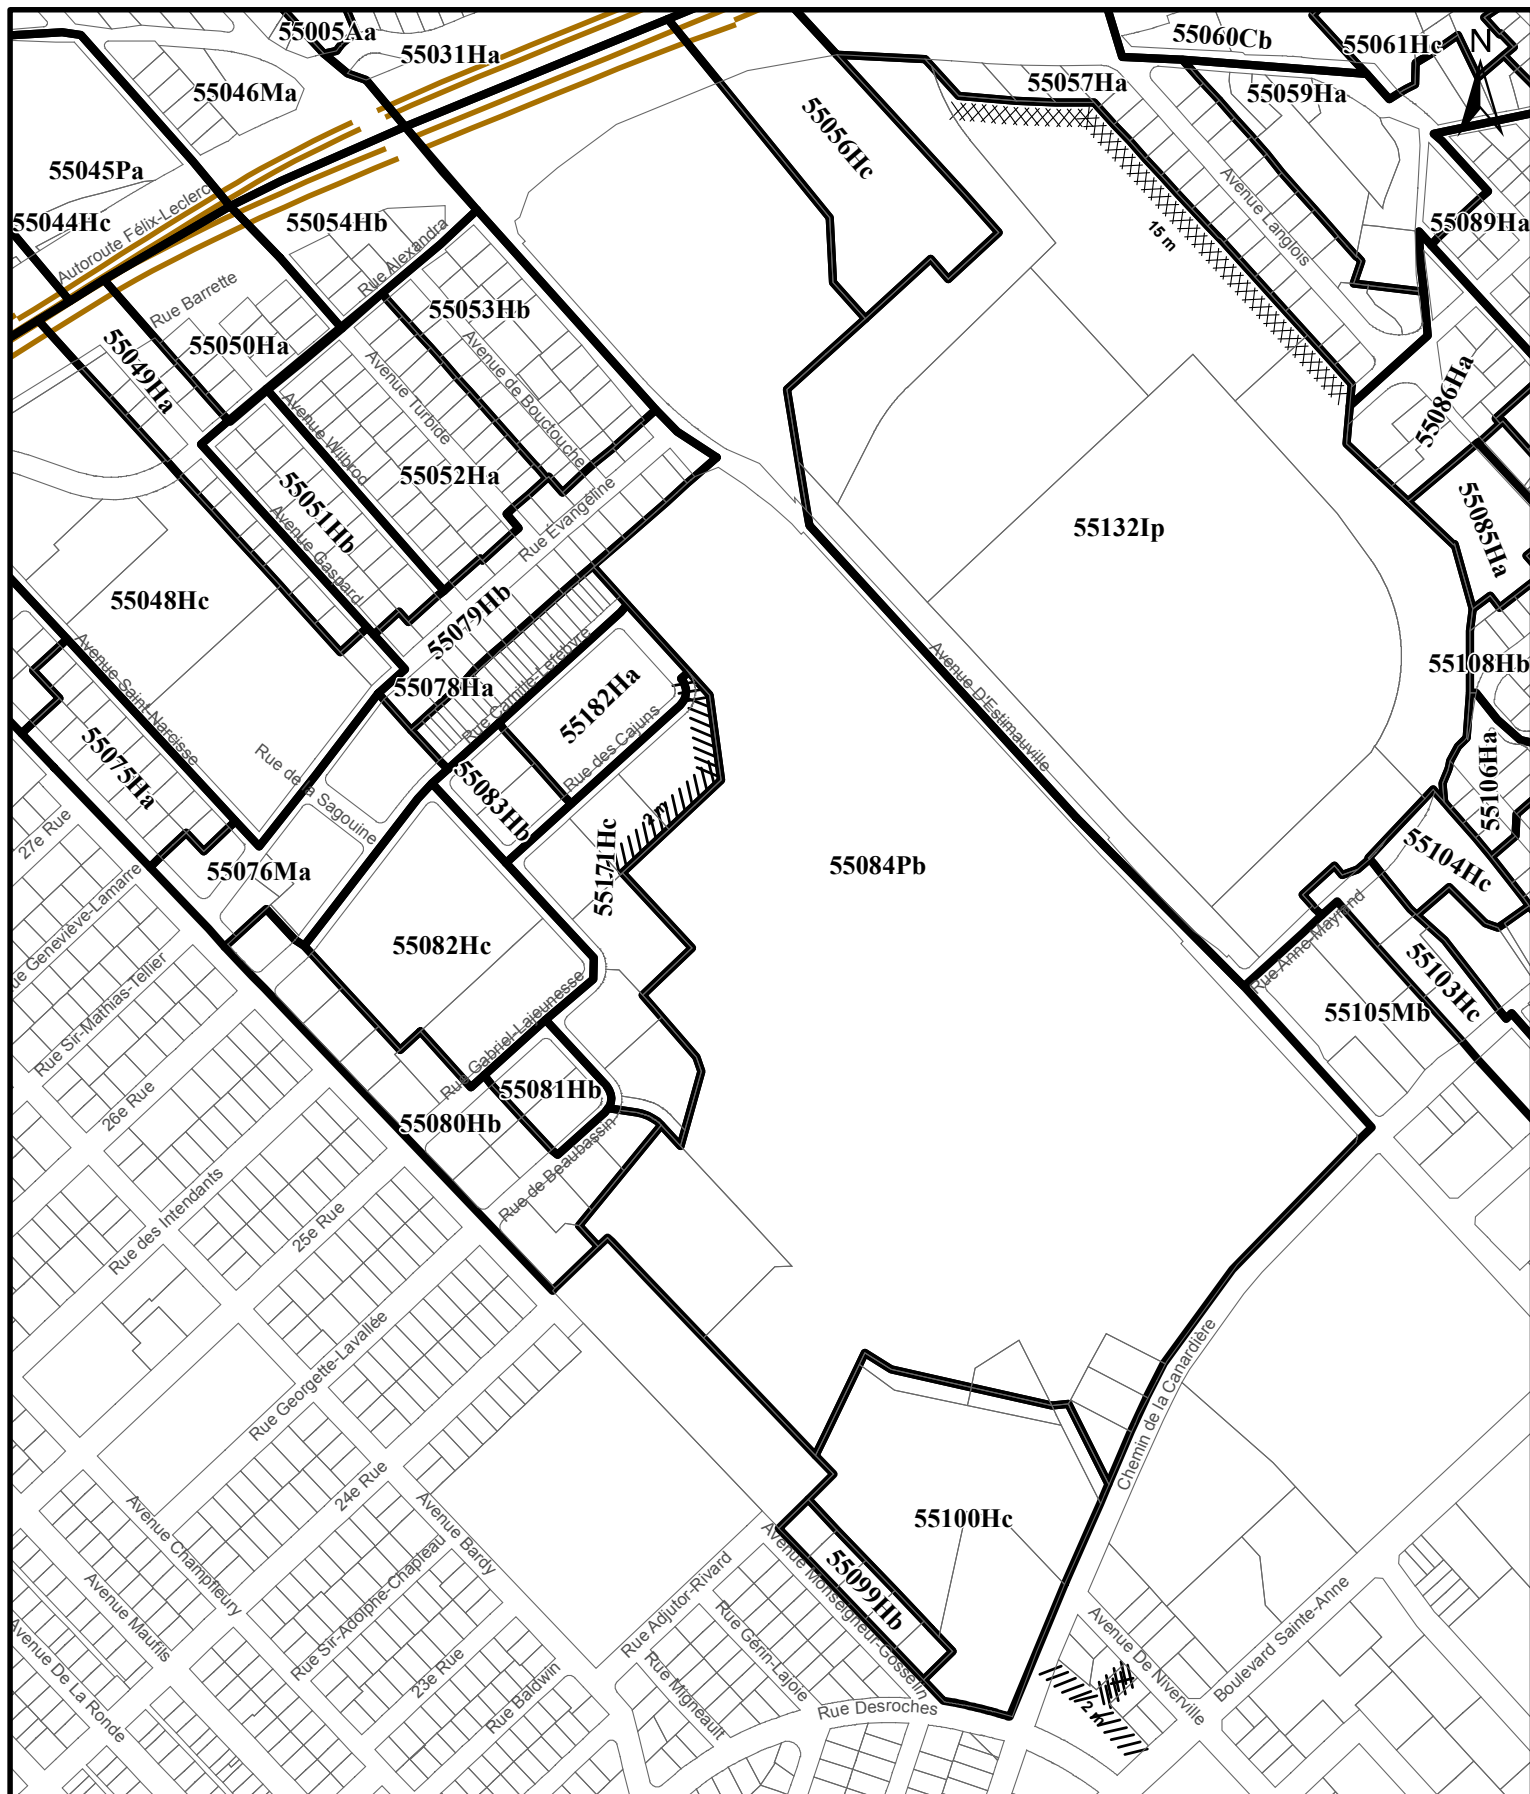 55005Aa
55031Ha
55060Cb
55061Hc
N
55046Ma
55057Ha
55059Ha
55056Hc
55045Pa
Autoroute Félix-Leclerc
55044Hc
55054Hb
Rue Alexandra
Avenue Langlois
15 m
55089Ha
Rue Barrette
55053Hb
55050Ha
55049Ha
Avenue de Bouctouche
Avenue Turbide
55086Ha
Avenue Wilbrod
55052Ha
55051Hb
Rue Évangéline
Avenue Gaspard
55132Ip
55085Ha
55048Hc
55079Hb
Avenue Saint-Narcisse
55078Ha
Rue Camille-Lefebvre
55182Ha
Avenue D'Estimauville
55108Hb
Rue des Cajuns
Rue de la Sagouine
55075Ha
55083Hb
2 m
55106Ha
27e Rue
55171Hc
55084Pb
55104Hc
55076Ma
Rue Anne-Mayrand
55082Hc
ue Geneviève-Lamarre
Rue Sir-Mathias-Tellier
55103Hc
55105Mb
Rue Gabriel-Lajeunesse
55081Hb
26e Rue
55080Hb
Rue de Beaubassin
Rue des Intendants
25e Rue
Rue Georgette-Lavallée
Chemin de la Canardière
24e Rue
Avenue Bardy
55100Hc
Avenue Champfleury
Rue Sir-Adolphe-Chapleau
Avenue Monseigneur-Gosselin
55099Hb
Avenue Mauffils
Rue Adjutor-Rivard
Rue Gérin-Lajoie
Boulevard Sainte-Anne
Avenue De Niverville
Avenue De La Ronde
23e Rue
Rue Baldwin
Rue Migneault
Rue Desroches
2 m